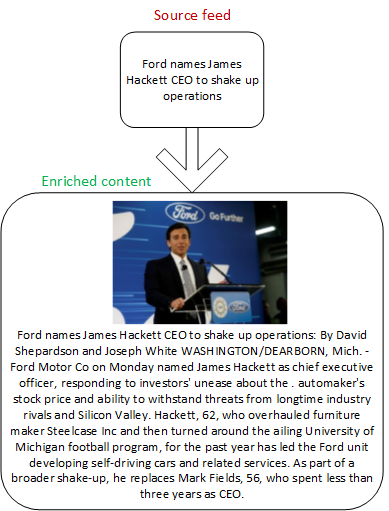 Source feed
Ford names James
Hackett CEO to shake up
operations
Enriched content
Ford Go Further
Ford
Ford names James Hackett CEO to shake up operations: By David
Shepardson and Joseph White WASHINGTON/DEARBORN, Mich. -
Ford Motor Co on Monday named James Hackett as chief executive
officer, responding to investors' unease about the . automaker's
stock price and ability to withstand threats from longtime industry
rivals and Silicon Valley. Hackett, 62, who overhauled furniture
maker Steelcase Inc and then turned around the ailing University of
Michigan football program, for the past year has led the Ford unit
developing self-driving cars and related services. As part of a
broader shake-up, he replaces Mark Fields, 56, who spent less than
three years as CEO.